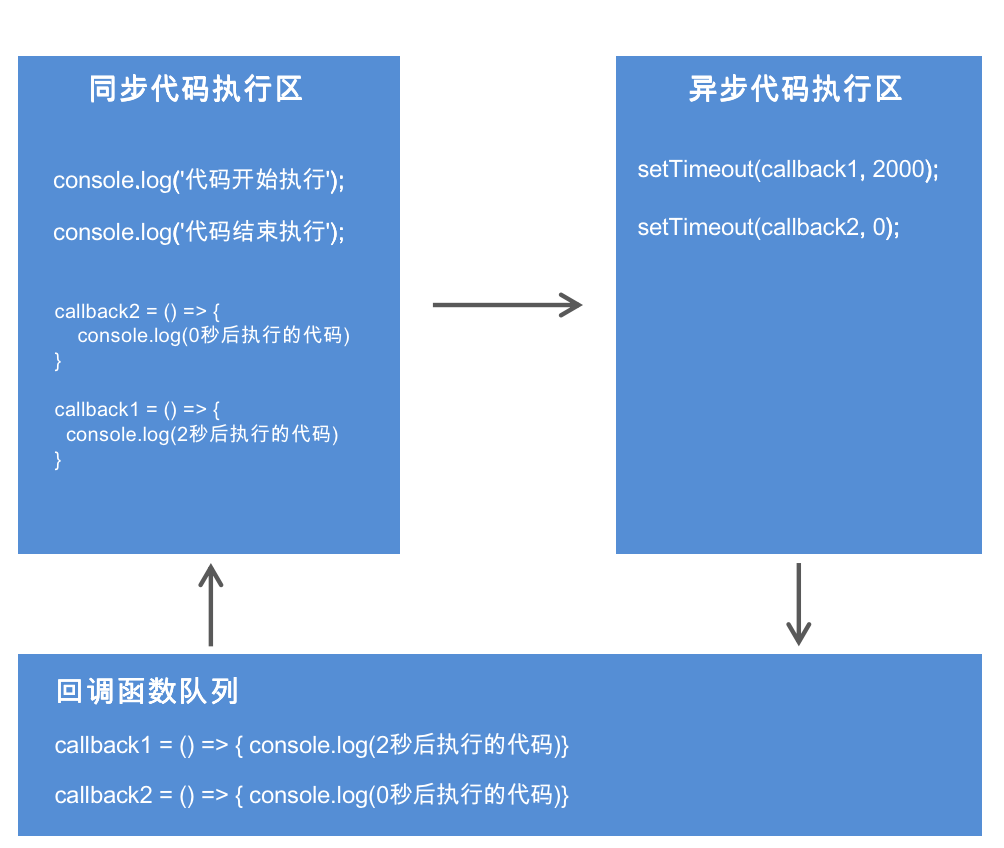 同步代码执行区
console.log('代码开始执行');
console.log('代码结束执行');
callback2 = () => {
console.log(0秒后执行的代码)
}
callback1 = () => {
console.log(2秒后执行的代码)
}
异步代码执行区
setTimeout(callback1, 2000);
setTimeout(callback2, 0);
回调函数队列
callback1 = () => { console.log(2秒后执行的代码)}
callback2 = () => { console.log(0秒后执行的代码)}